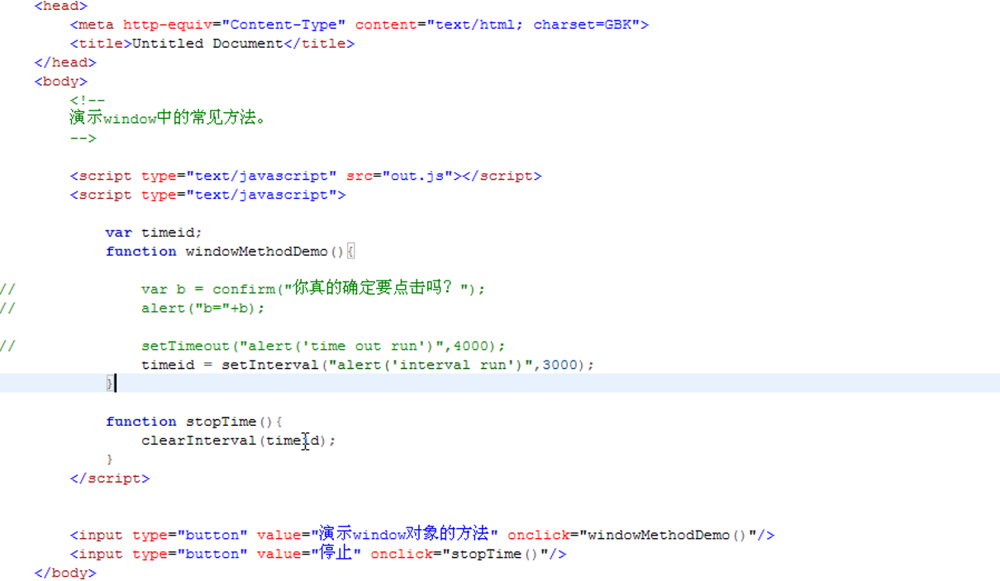 <head>
<meta http-equiv="Content-Type" content="text/html; charset=GBK">
<title>Untitled Document</title>
</head>
<body>
<!--
演示window中的常见方法。
-->
<script type="text/javascript" src="out.js"></script>
<script type="text/javascript">
var timeid;
function windowMethodDemo(){
// var b = confirm("你真的确定要点击吗？");
// alert("b="+b);
// setTimeout("alert('time out run')",4000);
timeid = setInterval("alert('interval run')",3000);
}
function stopTime(){
clearInterval(timeid);
}
</script>
<input type="button" value="演示window对象的方法" onclick="windowMethodDemo()"/>
<input type="button" value="停止" onclick="stopTime()"/>
</body>